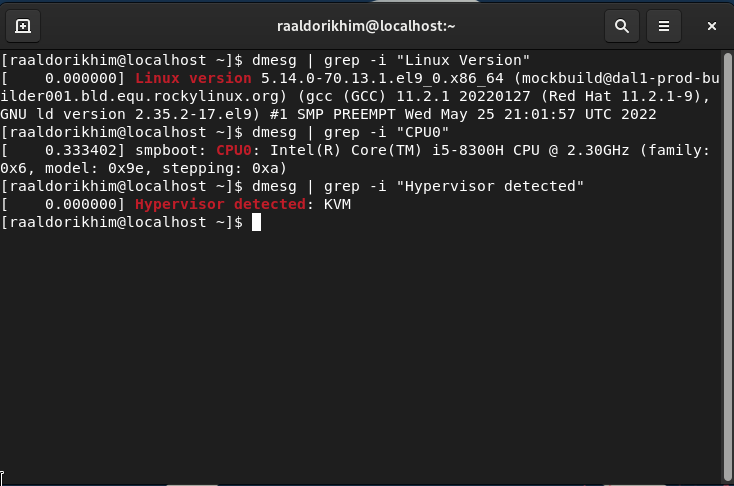 raaldorikhim@localhost:~
[raaldorikhim@localhost ~]$ dmesg | grep -i "Linux Version"
[    0.000000] Linux version 5.14.0-70.13.1.el9_0.x86_64 (mockbuild@dal1-prod-bu
ilder001.bld.equ.rockylinux.org) (gcc (GCC) 11.2.1 20220127 (Red Hat 11.2.1-9),
GNU ld version 2.35.2-17.el9) #1 SMP PREEMPT Wed May 25 21:01:57 UTC 2022
[raaldorikhim@localhost ~]$ dmesg | grep -i "CPU0"
[    0.333402] smpboot: CPU0: Intel(R) Core(TM) i5-8300H CPU @ 2.30GHz (family:
0x6, model: 0x9e, stepping: 0xa)
[raaldorikhim@localhost ~]$ dmesg | grep -i "Hypervisor detected"
[    0.000000] Hypervisor detected: KVM
[raaldorikhim@localhost ~]$